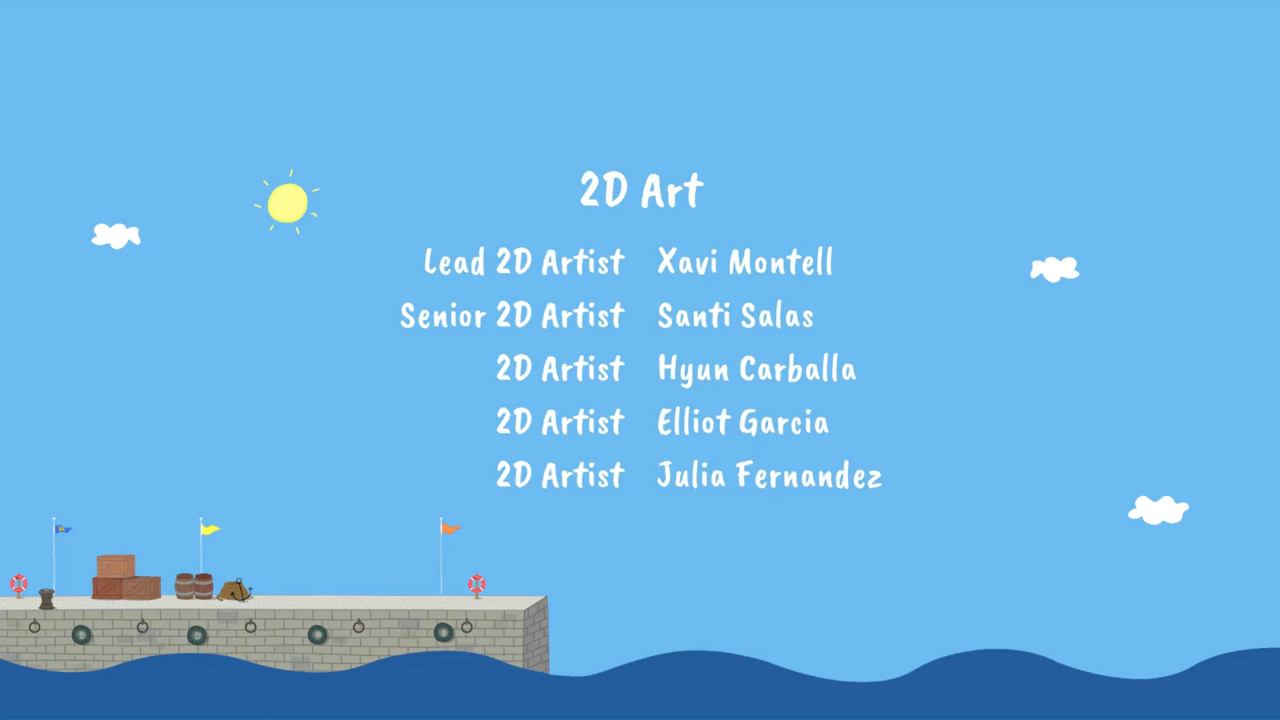 2D Art
Lead 2D Artist Xavi Montell
Senior 2D Artist Santi Salas
2D Artist Hyun Carballa
2D Artist Elliot Garcia
2D Artist Julia Fernandez